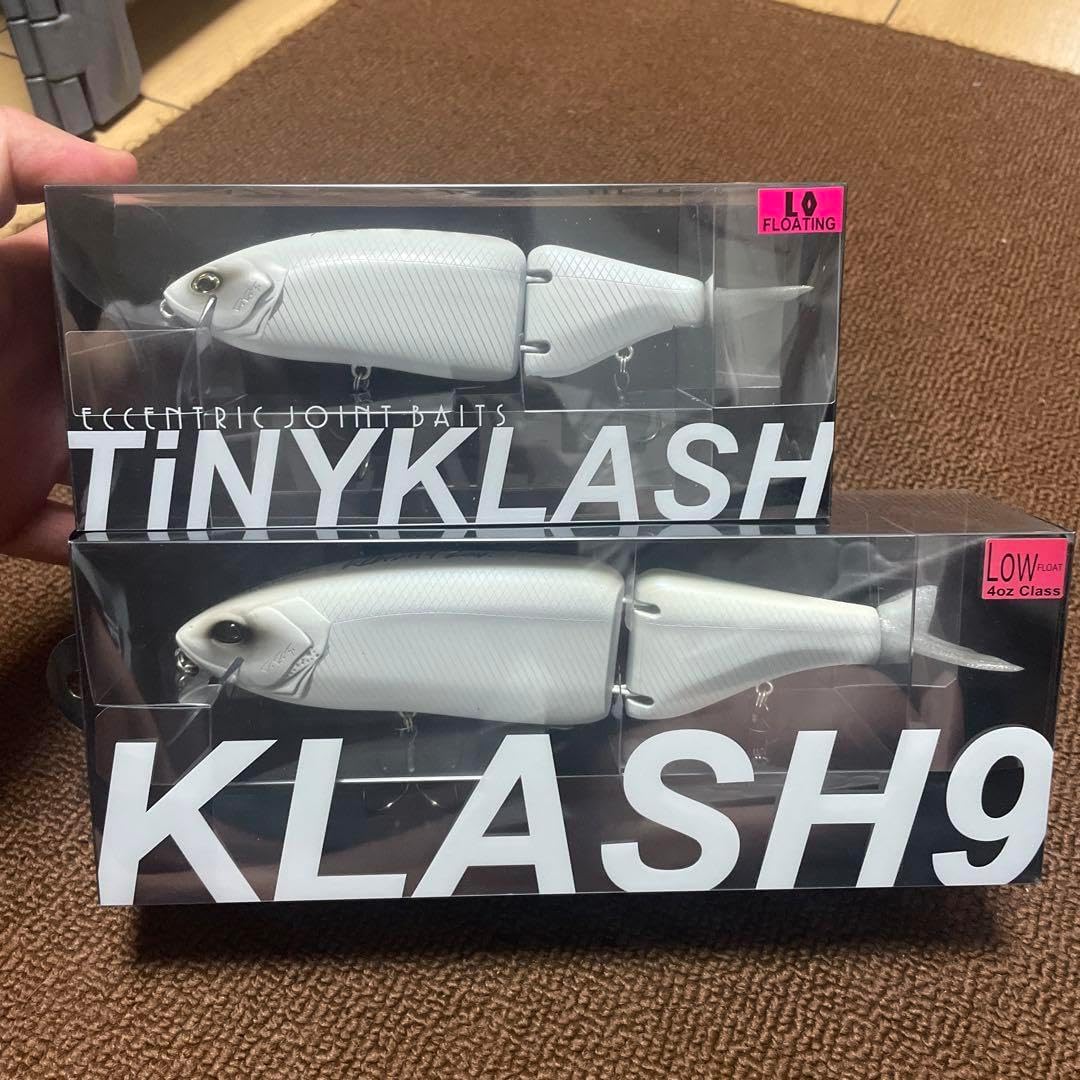 LO
FLOATING
ECCENTRIC JOINT BAITS
TiNYKLASH
LOW FLOAT
4oz Class
KLASH9